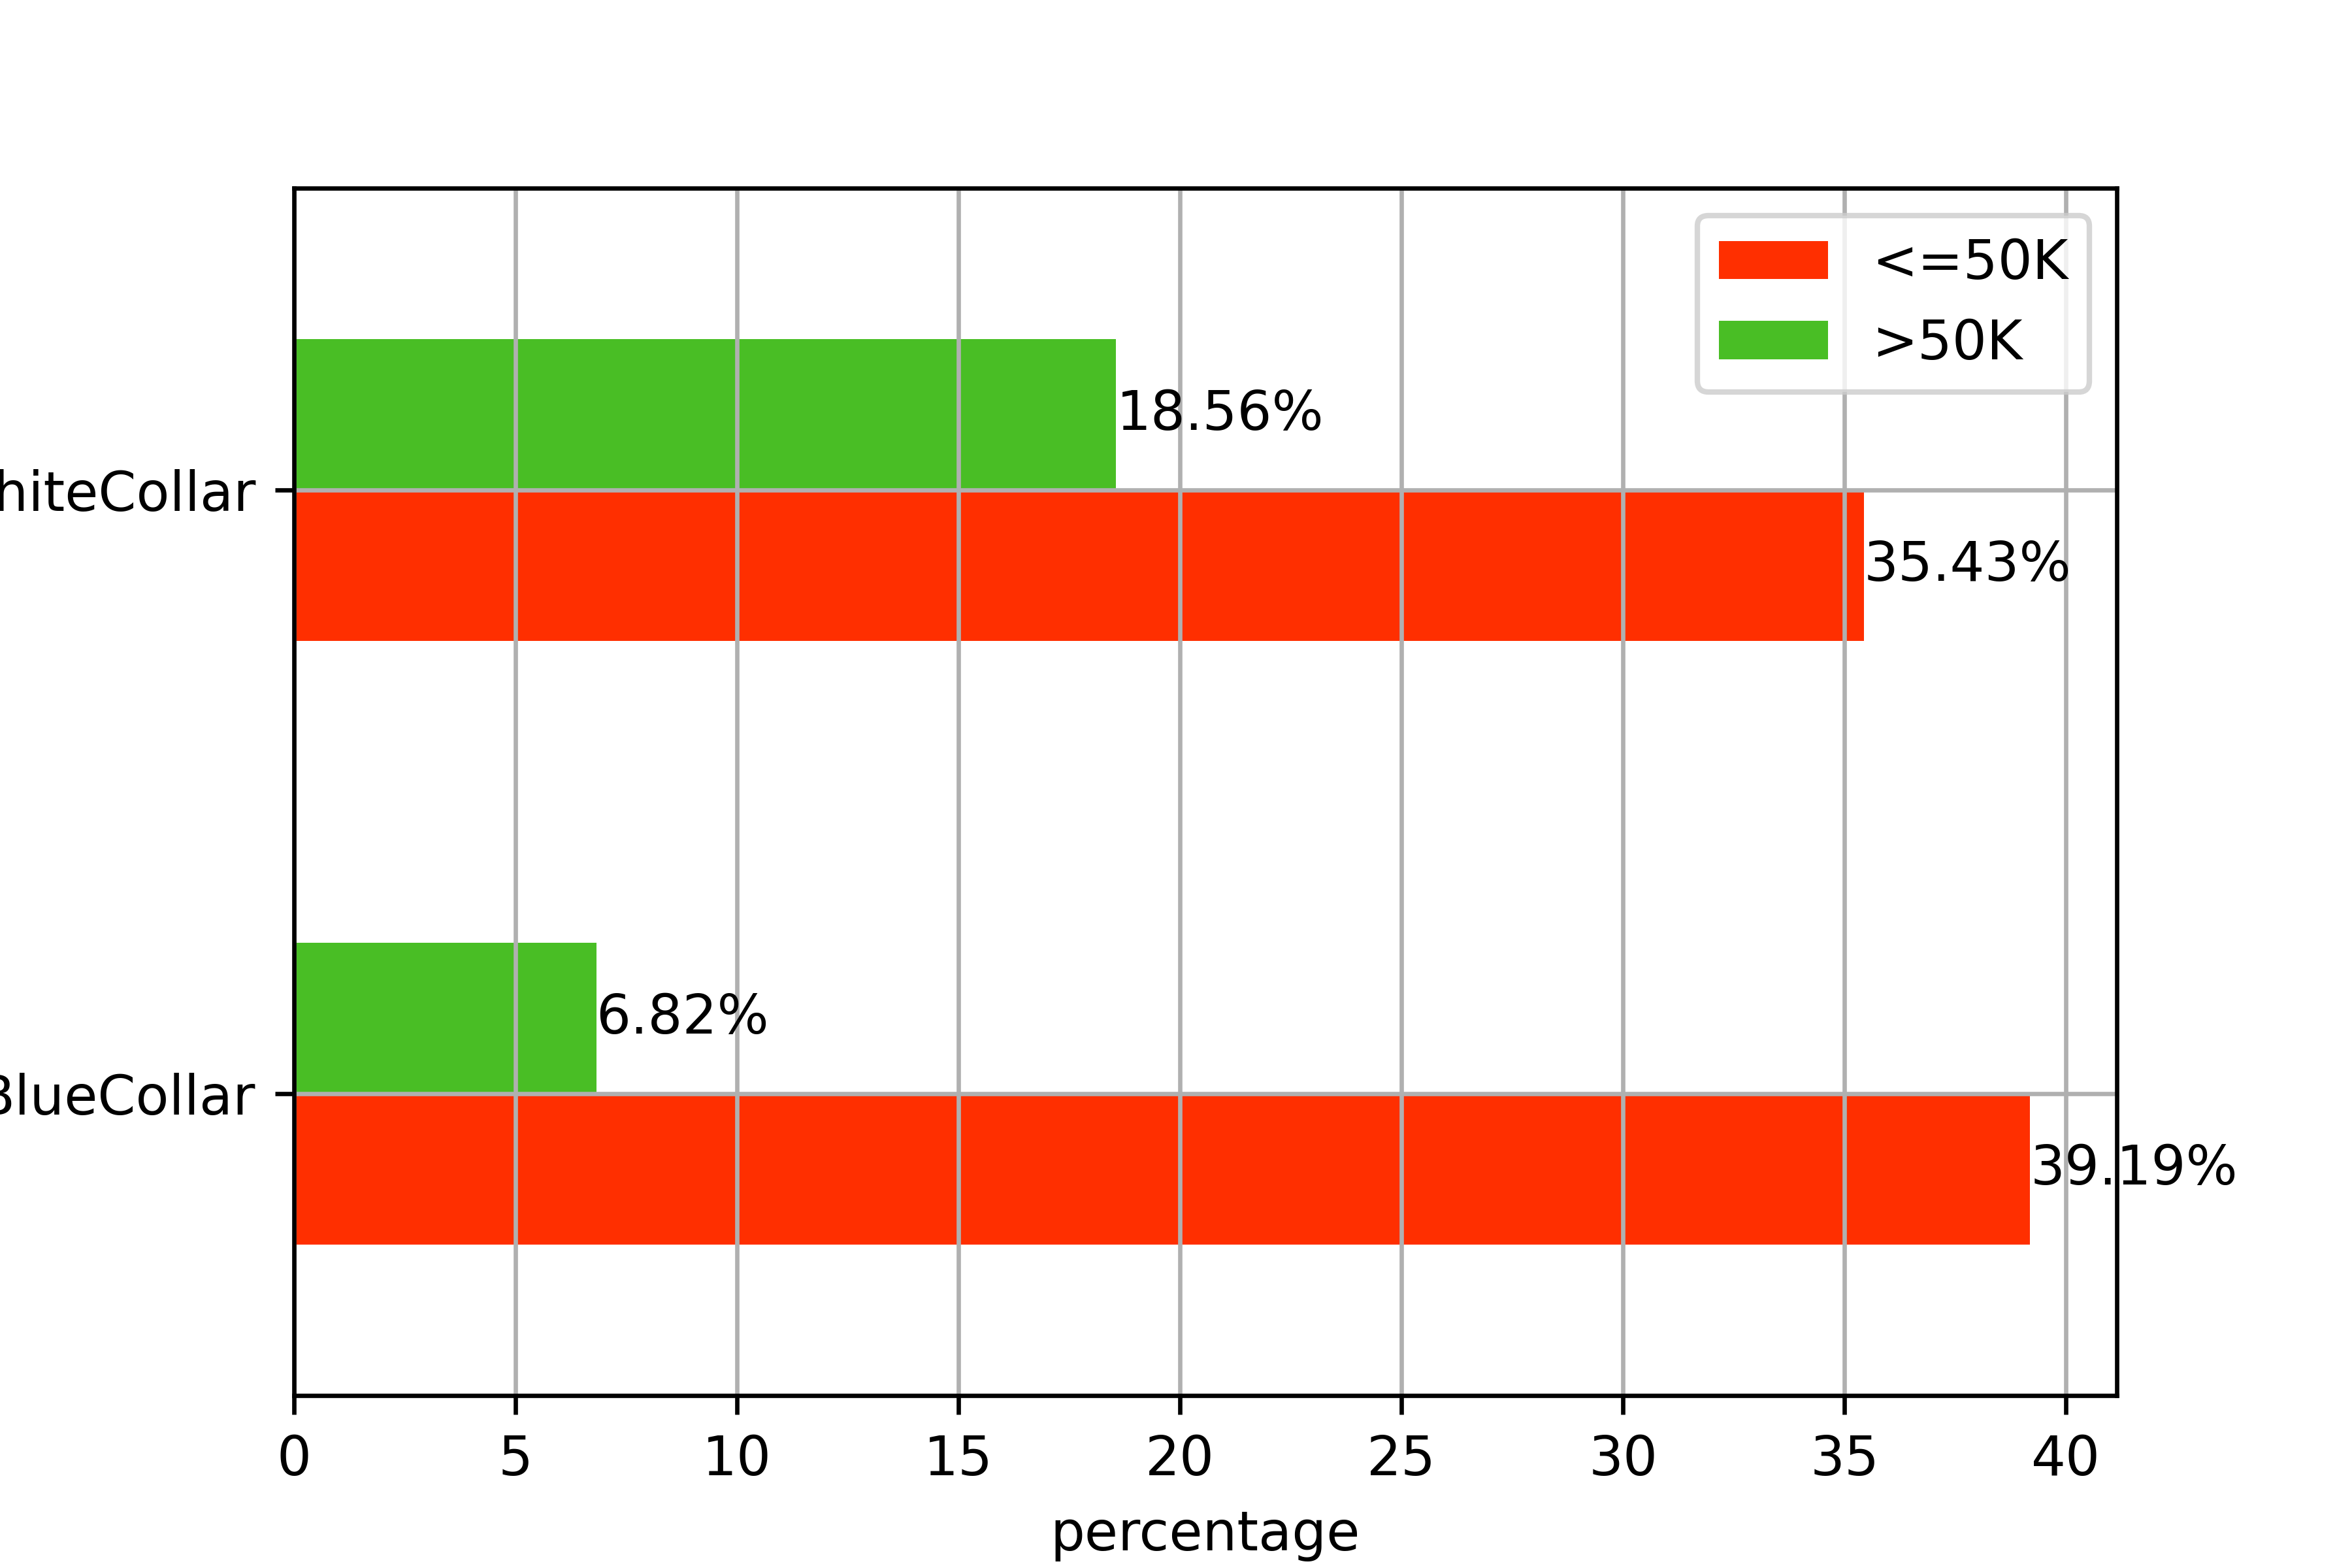 <=50K
>50K
18.56%
hiteCollar
35.43%
6.82%
BlueCollar
39.19%
0 5 10 15 20 25 30 35 40
percentage